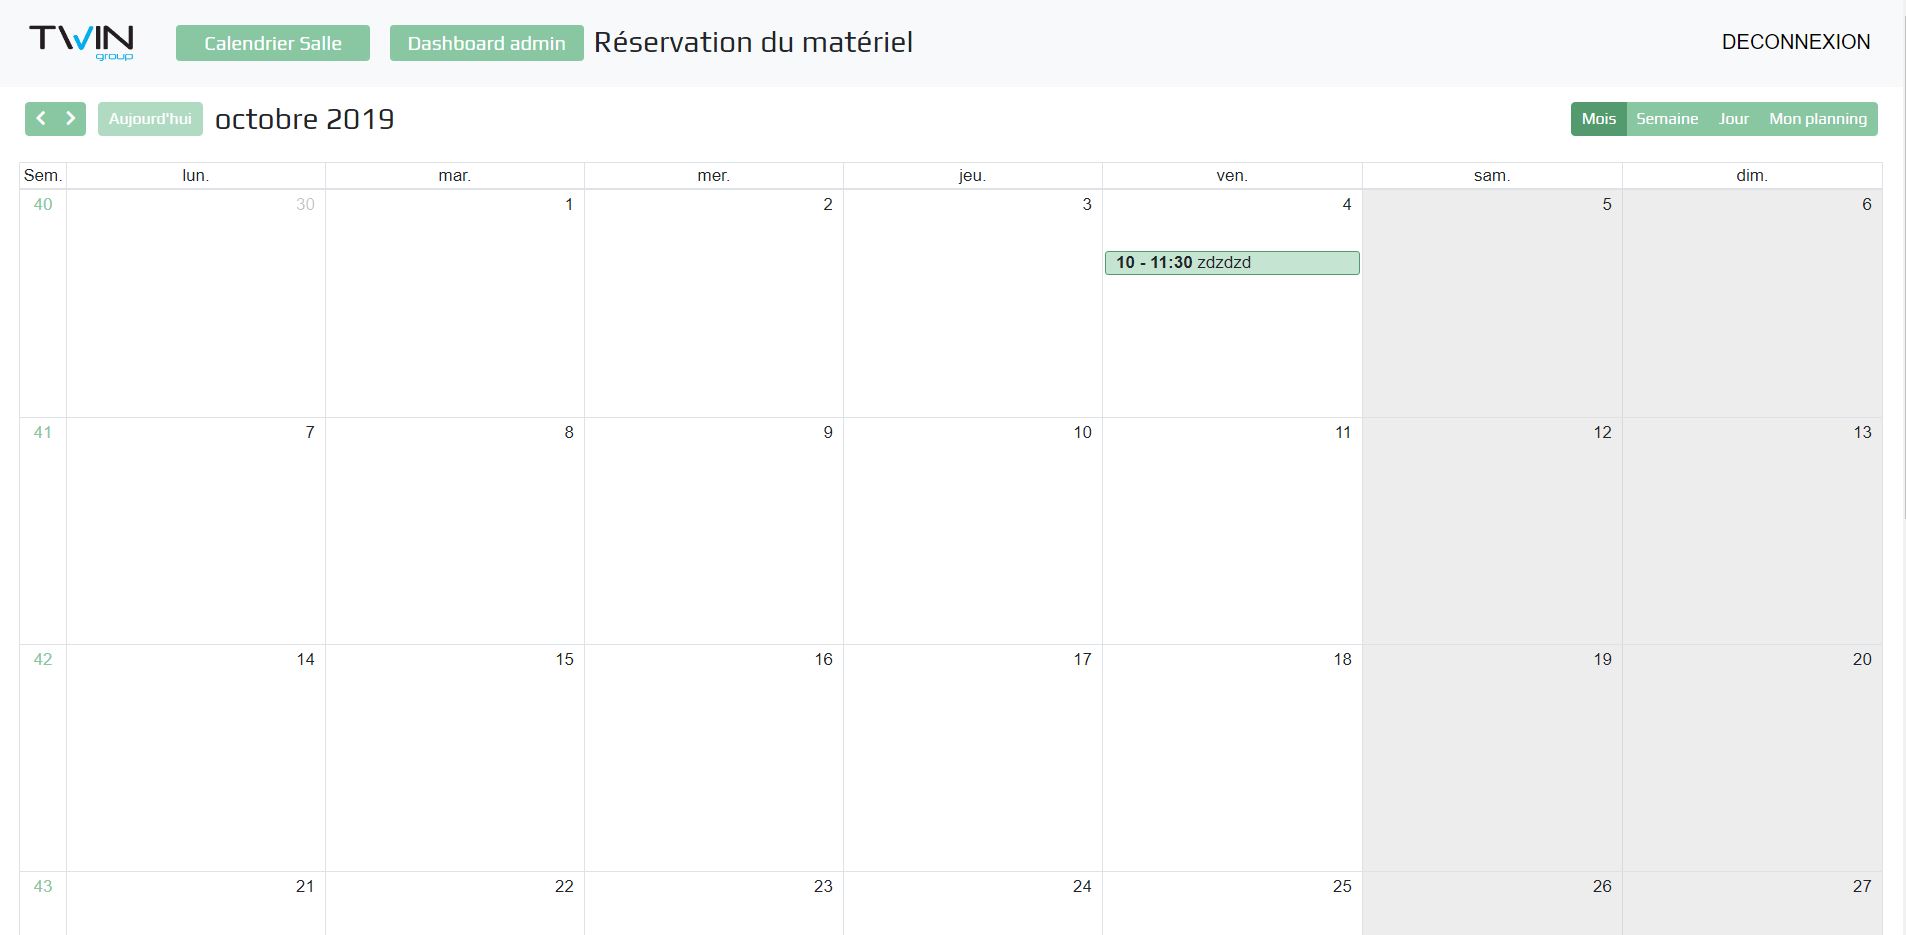 TWIN group
Calendrier Salle Dashboard admin Réservation du matériel DECONNEXION
Aujourd'hui octobre 2019 Mois Semaine Jour Mon planning
Sem. lun. mar. mer. jeu. ven. sam. dim.
40 30 1 2 3 4 5 6
10 - 11:30 zdzdzd
41 7 8 9 10 11 12 13
42 14 15 16 17 18 19 20
43 21 22 23 24 25 26 27